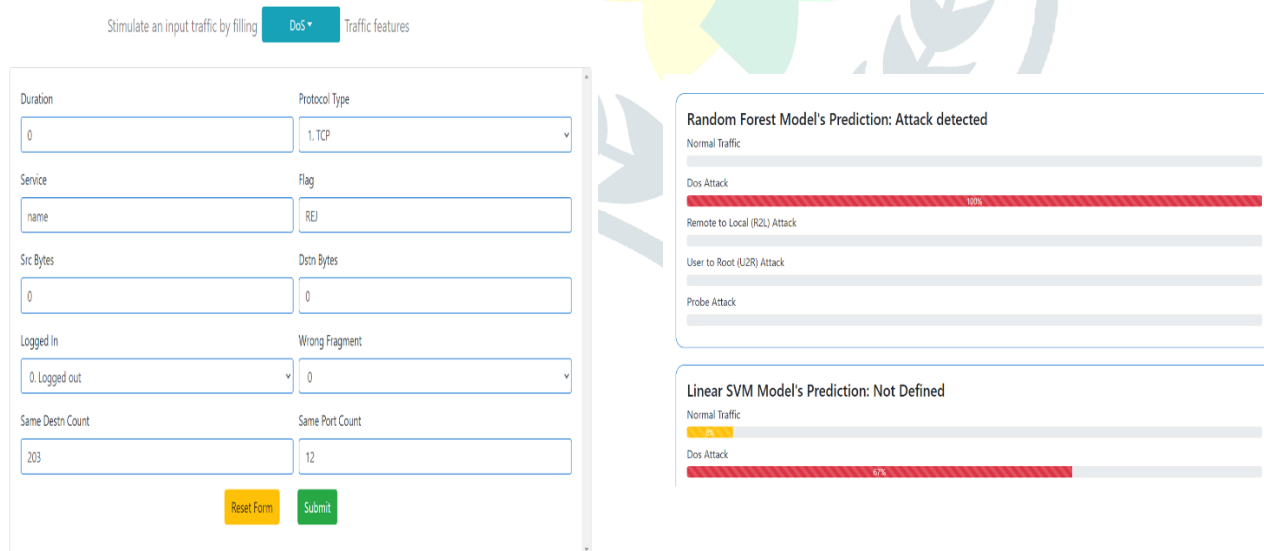 Stimulate an input traffic by filling DoS Traffic features
Duration Protocol Type
0 1. TCP
Service Flag
name REJ
Src Bytes Dstn Bytes
0 0
Logged In Wrong Fragment
0. Logged out 0
Same Destn Count Same Port Count
203 12
Reset Form Submit
Random Forest Model's Prediction: Attack detected
Normal Traffic
Dos Attack
100%
Remote to Local (R2L) Attack
User to Root (U2R) Attack
Probe Attack
Linear SVM Model's Prediction: Not Defined
Normal Traffic
Dos Attack
67%